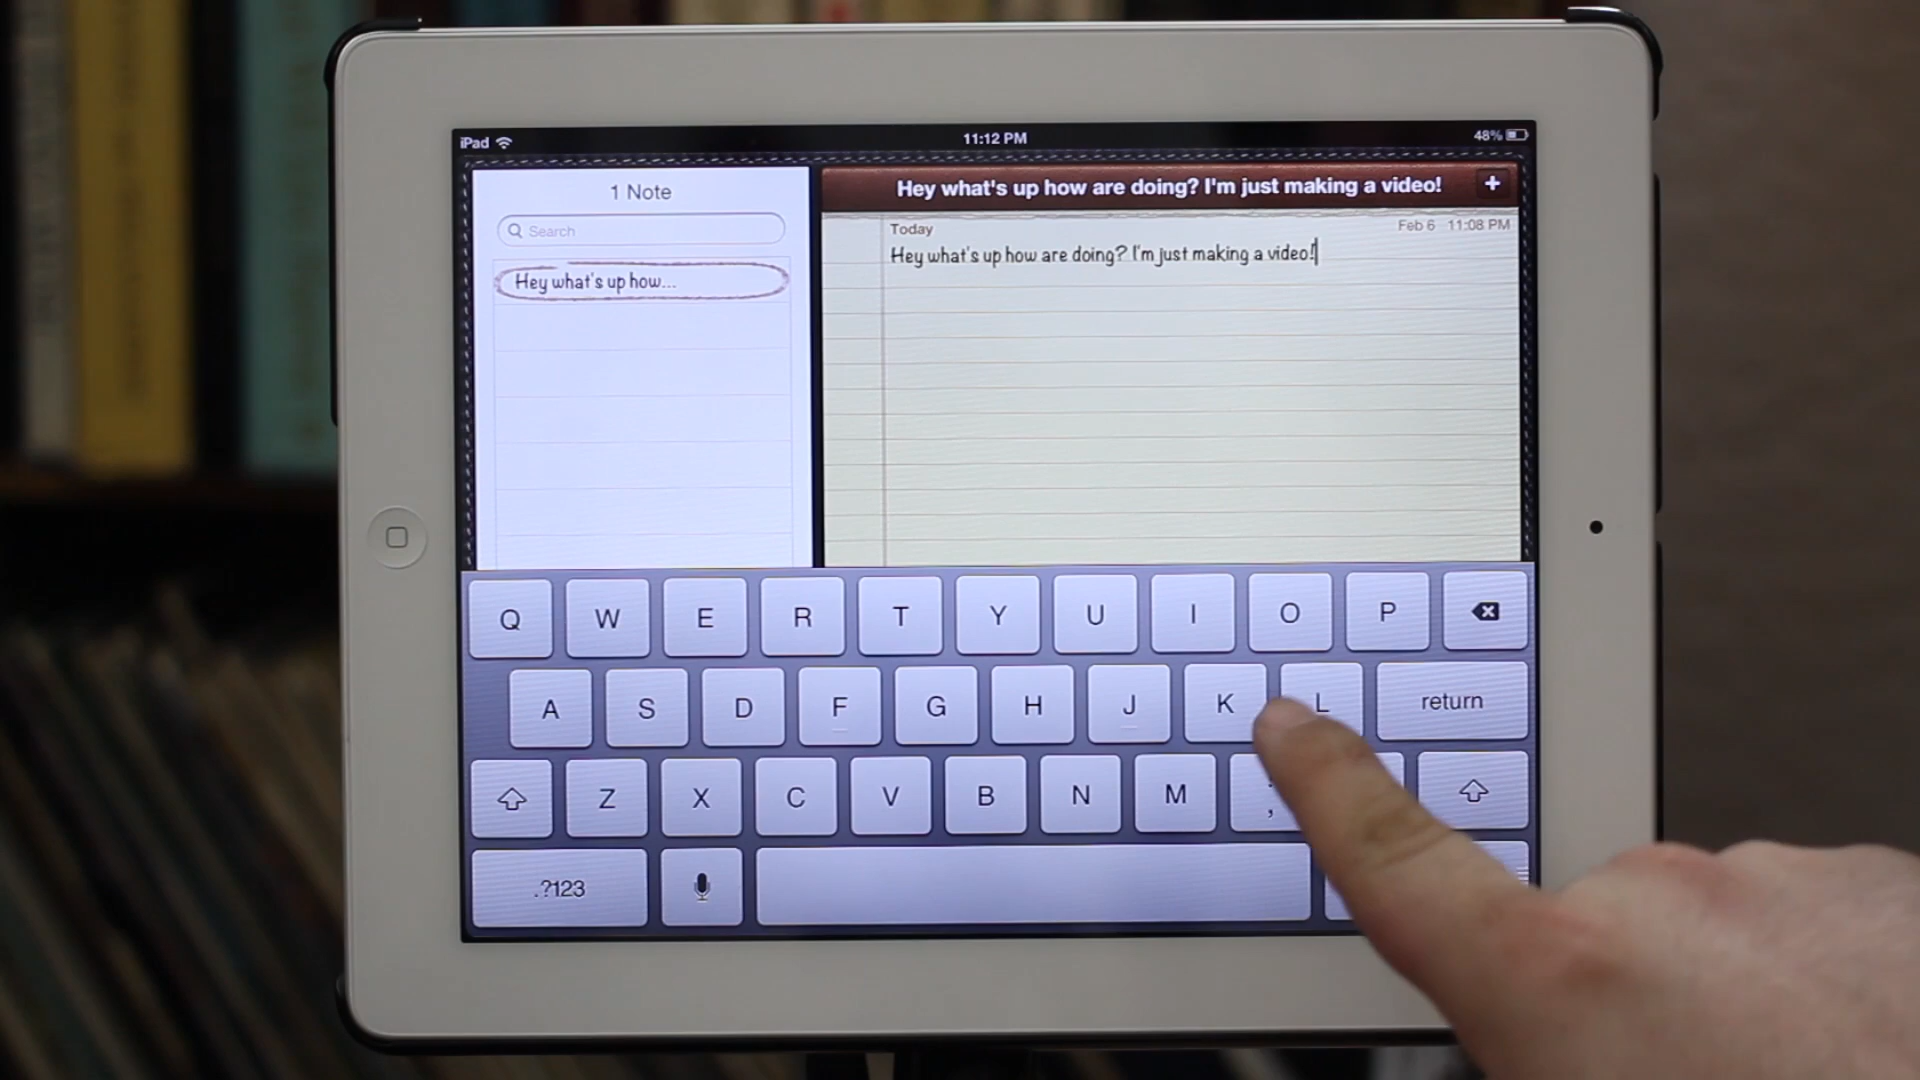 iPad 11:12 PM 48%
1 Note
Search
Hey what's up how...
Hey what's up how are doing? I'm just making a video! +
Today Feb 6 11:08 PM
Hey what's up how are doing? I'm just making a video!
Q W E R T Y U I O P
A S D F G H J K L return
Z X C V B N M ,
.?123